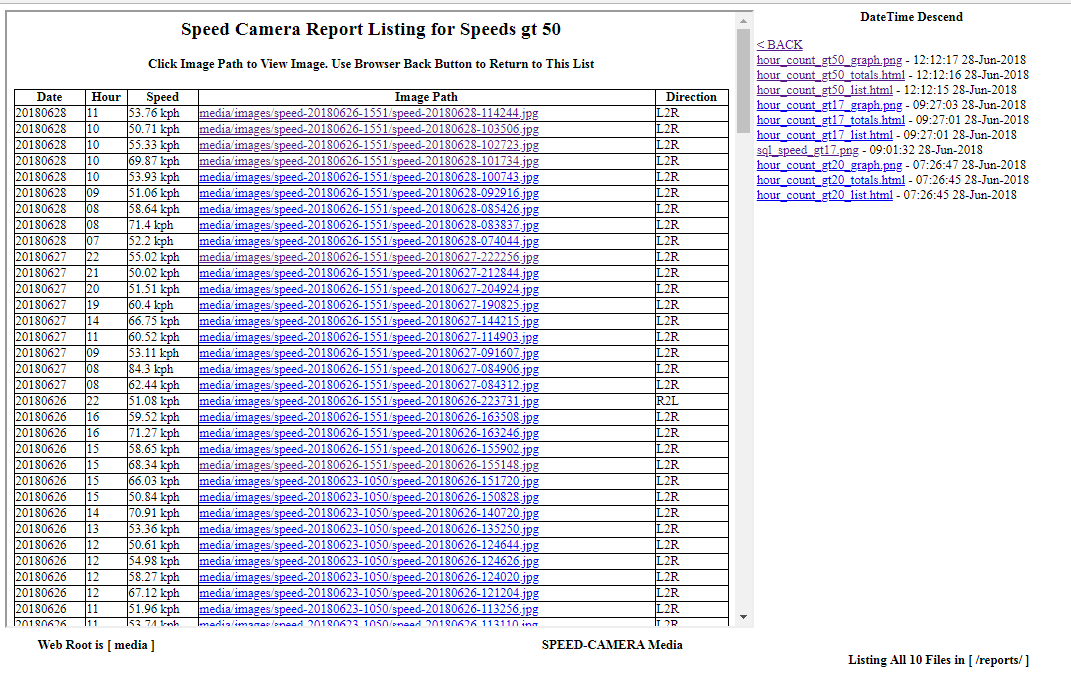 Speed Camera Report Listing for Speeds gt 50
Click Image Path to View Image. Use Browser Back Button to Return to This List
Date Hour Speed Image Path Direction
20180628 11 53.76 kph media/images/speed-20180626-1551/speed-20180628-114244.jpg L2R
20180628 10 50.71 kph media/images/speed-20180626-1551/speed-20180628-103506.jpg L2R
20180628 10 55.33 kph media/images/speed-20180626-1551/speed-20180628-102723.jpg L2R
20180628 10 69.87 kph media/images/speed-20180626-1551/speed-20180628-101734.jpg L2R
20180628 10 53.93 kph media/images/speed-20180626-1551/speed-20180628-100743.jpg L2R
20180628 09 51.06 kph media/images/speed-20180626-1551/speed-20180628-092916.jpg L2R
20180628 08 58.64 kph media/images/speed-20180626-1551/speed-20180628-085426.jpg L2R
20180628 08 71.4 kph media/images/speed-20180626-1551/speed-20180628-083837.jpg L2R
20180628 07 52.2 kph media/images/speed-20180626-1551/speed-20180628-074044.jpg L2R
20180627 22 55.02 kph media/images/speed-20180626-1551/speed-20180627-222256.jpg L2R
20180627 21 50.02 kph media/images/speed-20180626-1551/speed-20180627-212844.jpg L2R
20180627 20 51.51 kph media/images/speed-20180626-1551/speed-20180627-204924.jpg L2R
20180627 19 60.4 kph media/images/speed-20180626-1551/speed-20180627-190825.jpg L2R
20180627 14 66.75 kph media/images/speed-20180626-1551/speed-20180627-144215.jpg L2R
20180627 11 60.52 kph media/images/speed-20180626-1551/speed-20180627-114903.jpg L2R
20180627 09 53.11 kph media/images/speed-20180626-1551/speed-20180627-091607.jpg L2R
20180627 08 84.3 kph media/images/speed-20180626-1551/speed-20180627-084906.jpg L2R
20180627 08 62.44 kph media/images/speed-20180626-1551/speed-20180627-084312.jpg L2R
20180626 22 51.08 kph media/images/speed-20180626-1551/speed-20180626-223731.jpg R2L
20180626 16 59.52 kph media/images/speed-20180626-1551/speed-20180626-163508.jpg L2R
20180626 16 71.27 kph media/images/speed-20180626-1551/speed-20180626-163246.jpg L2R
20180626 15 58.65 kph media/images/speed-20180626-1551/speed-20180626-155902.jpg L2R
20180626 15 68.34 kph media/images/speed-20180626-1551/speed-20180626-155148.jpg L2R
20180626 15 66.03 kph media/images/speed-20180623-1050/speed-20180626-151720.jpg L2R
20180626 15 50.84 kph media/images/speed-20180623-1050/speed-20180626-150828.jpg L2R
20180626 14 70.91 kph media/images/speed-20180623-1050/speed-20180626-140720.jpg L2R
20180626 13 53.36 kph media/images/speed-20180623-1050/speed-20180626-135250.jpg L2R
20180626 12 50.61 kph media/images/speed-20180623-1050/speed-20180626-124644.jpg L2R
20180626 12 54.98 kph media/images/speed-20180623-1050/speed-20180626-124626.jpg L2R
20180626 12 58.27 kph media/images/speed-20180623-1050/speed-20180626-124020.jpg L2R
20180626 12 67.12 kph media/images/speed-20180623-1050/speed-20180626-121204.jpg L2R
20180626 11 51.96 kph media/images/speed-20180623-1050/speed-20180626-113256.jpg L2R
20180626 11 53.74 kph media/images/speed-20180623-1050/speed-20180626-113110.jpg L2R
DateTime Descend
< BACK
hour_count_gt50_graph.png - 12:12:17 28-Jun-2018
hour_count_gt50_totals.html - 12:12:16 28-Jun-2018
hour_count_gt50_list.html - 12:12:15 28-Jun-2018
hour_count_gt17_graph.png - 09:27:03 28-Jun-2018
hour_count_gt17_totals.html - 09:27:01 28-Jun-2018
hour_count_gt17_list.html - 09:27:01 28-Jun-2018
sql_speed_gt17.png - 09:01:32 28-Jun-2018
hour_count_gt20_graph.png - 07:26:47 28-Jun-2018
hour_count_gt20_totals.html - 07:26:45 28-Jun-2018
hour_count_gt20_list.html - 07:26:45 28-Jun-2018
Web Root is [ media ]
SPEED-CAMERA Media
Listing All 10 Files in [ /reports/ ]